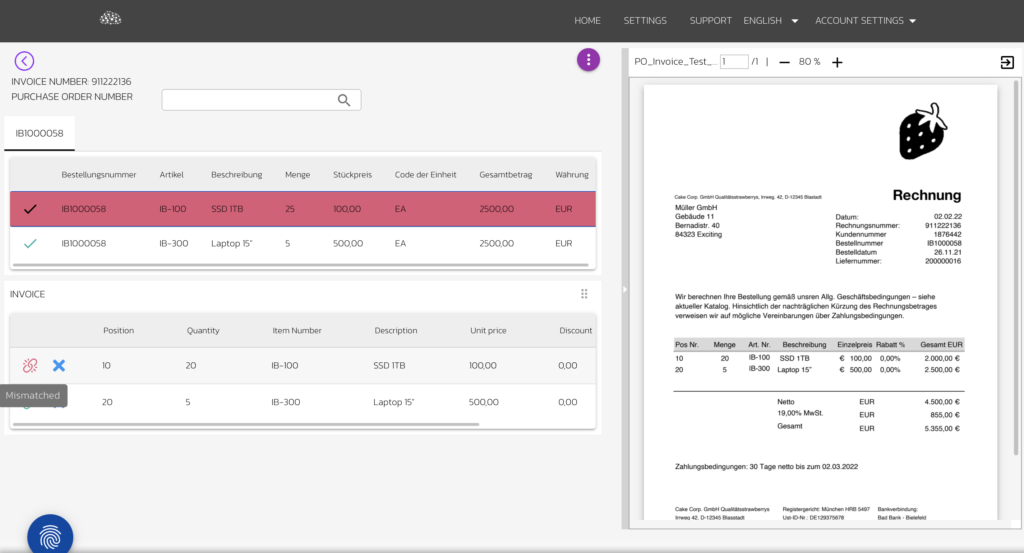 HOME SETTINGS SUPPORT ENGLISH ACCOUNT SETTINGS
INVOICE NUMBER: 911222136
PURCHASE ORDER NUMBER
IB1000058
Bestellungsnummer Artikel Beschreibung Menge Stückpreis Code der Einheit Gesamtbetrag Währung
IB1000058 IB-100 SSD 1TB 25 100,00 EA 2500,00 EUR
IB1000058 IB-300 Laptop 15" 5 500,00 EA 2500,00 EUR
INVOICE
Position Quantity Item Number Description Unit price Discount
10 20 IB-100 SSD 1TB 100,00 0,00
Mismatched
20 5 IB-300 Laptop 15" 500,00 0,00
PO_Invoice_Test_... 1 /1 | 80 %
Rechnung
Cake Corp. GmbH Qualitätsstrawberrys, Irrweg. 42, D-12345 Blasstadt
Müller GmbH
Gebäude 11
Bernadistr. 40
84323 Exciting
Datum: 02.02.22
Rechnungsnummer: 911222136
Kundennummer 1876442
Bestellnummer IB1000058
Bestelldatum 26.11.21
Liefernummer: 200000016
Wir berechnen Ihre Bestellung gemäß unsren Allg. Geschäftsbedingungen – siehe
aktueller Katalog. Hinsichtlich der nachträglichen Kürzung des Rechnungsbetrages
verweisen wir auf mögliche Vereinbarungen über Zahlungsbedingungen.
Pos Nr. Menge Art. Nr. Beschreibung Einzelpreis Rabatt % Gesamt EUR
10 20 IB-100 SSD 1TB € 100,00 0,00% 2.000,00 €
20 5 IB-300 Laptop 15" € 500,00 0,00% 2.500,00 €
Netto EUR 4.500,00 €
19,00% MwSt. EUR 855,00 €
Gesamt EUR 5.355,00 €
Zahlungsbedingungen: 30 Tage netto bis zum 02.03.2022
Cake Corp. GmbH Qualitätsstrawberrys Registergericht: München HRB 5497 Bankverbindung:
Irrweg 42, D-12345 Blasstadt Ust-ID-Nr.: DE129375678 Bad Bank - Bielefeld